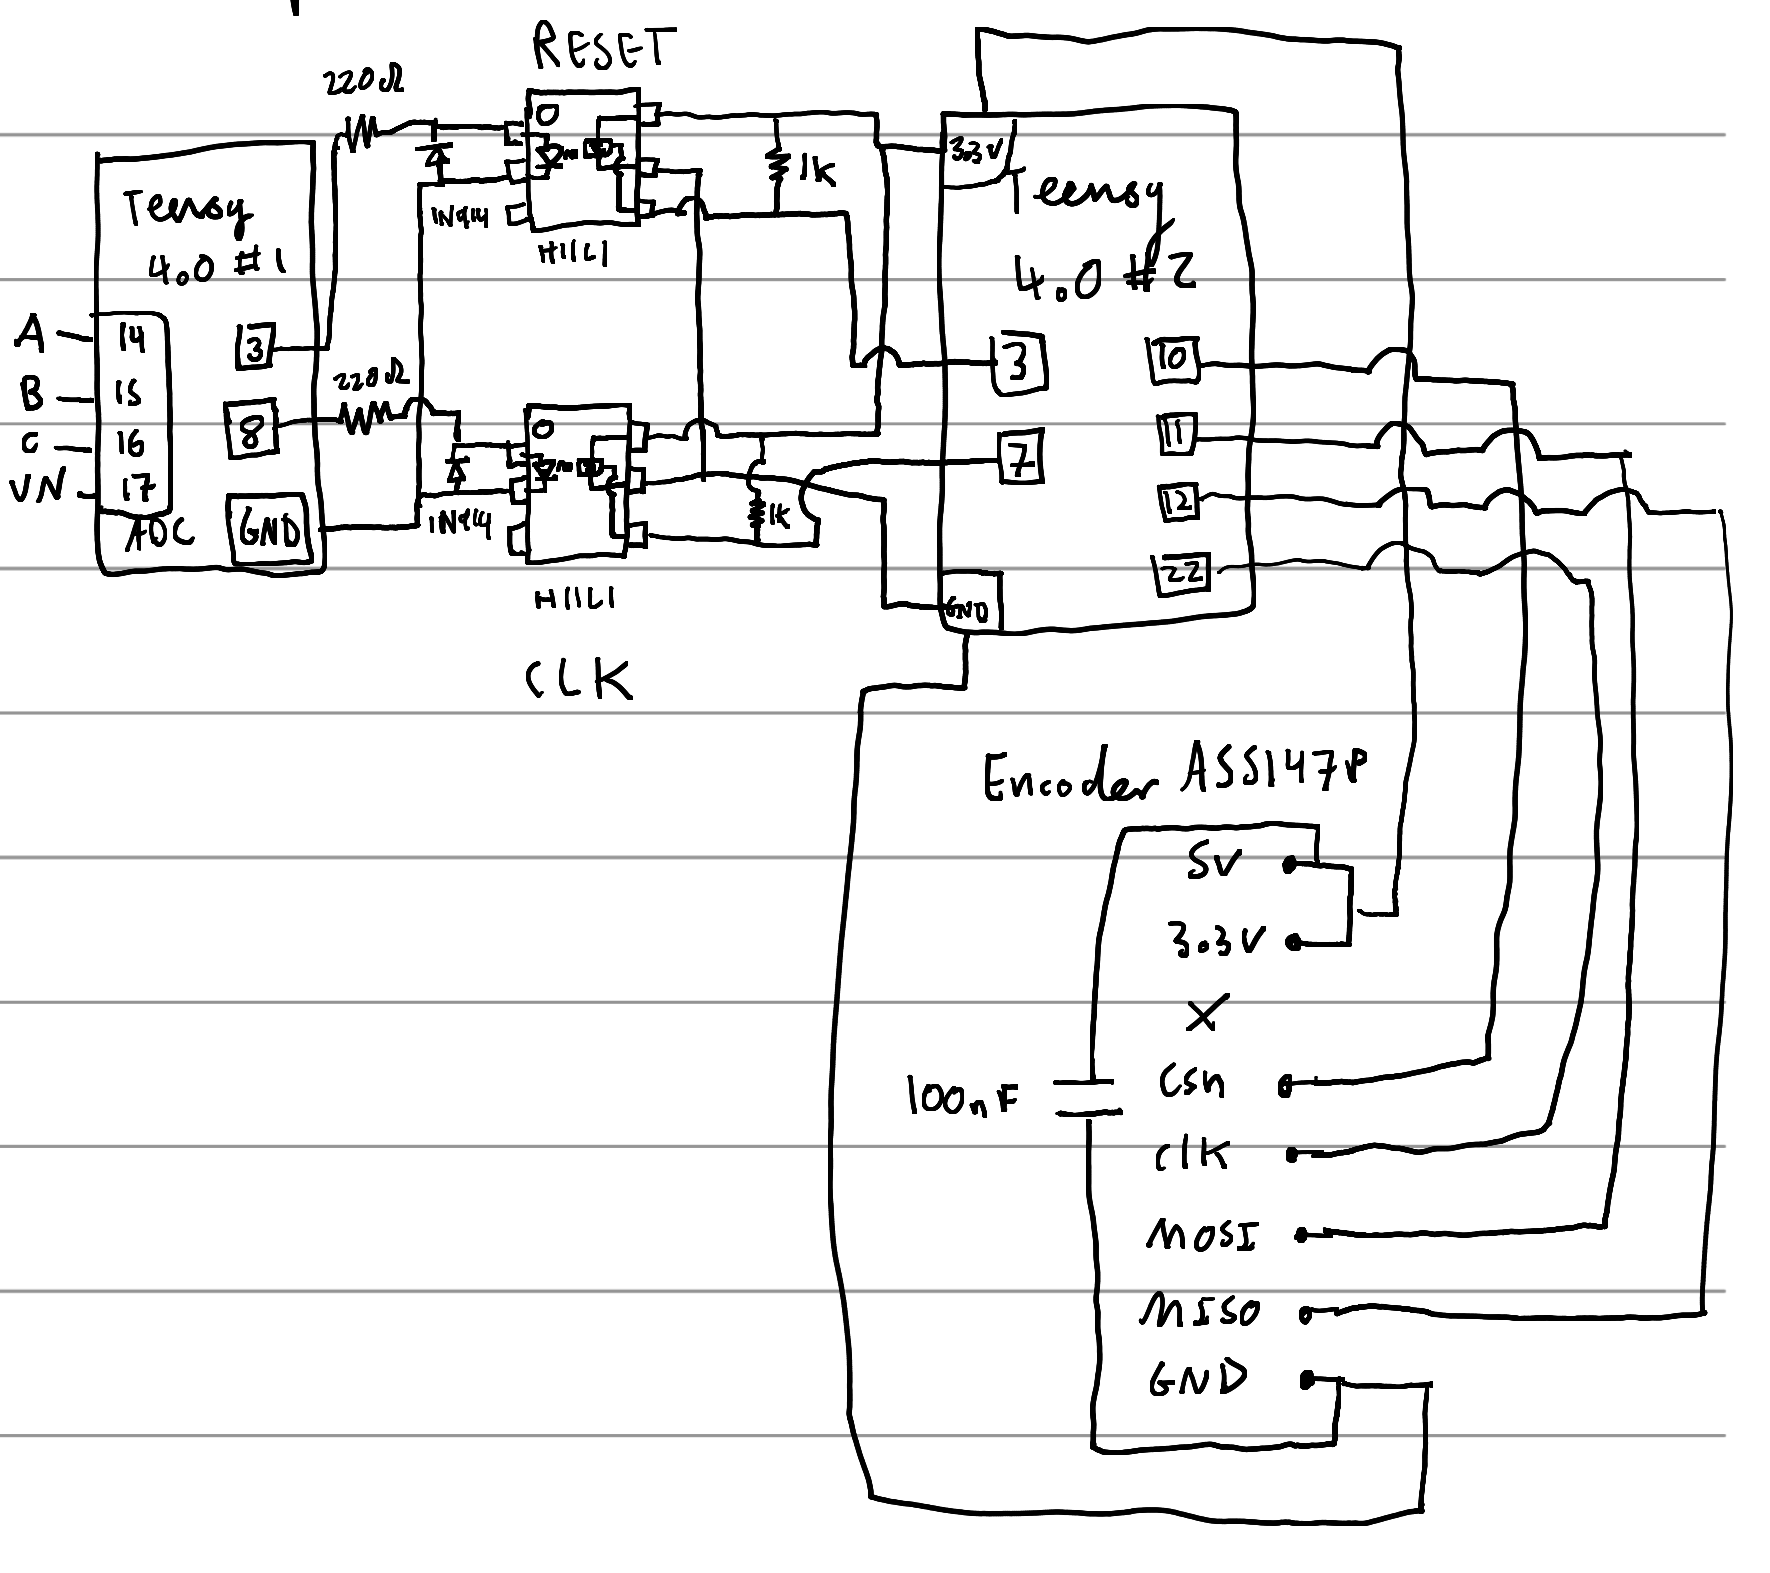 RESET
220Ω
3.3V
1K
Teensy
4.0 #1
1N914
H11L1
Teensy
4.0 #2
A
14
3
B
15
220Ω
C
16
8
VN
17
ADC
GND
1N914
1K
H11L1
CLK
3
7
10
11
12
22
GND
Encoder AS5147P
5V
3.3V
X
100nF
Csn
ClK
MOSI
MISO
GND